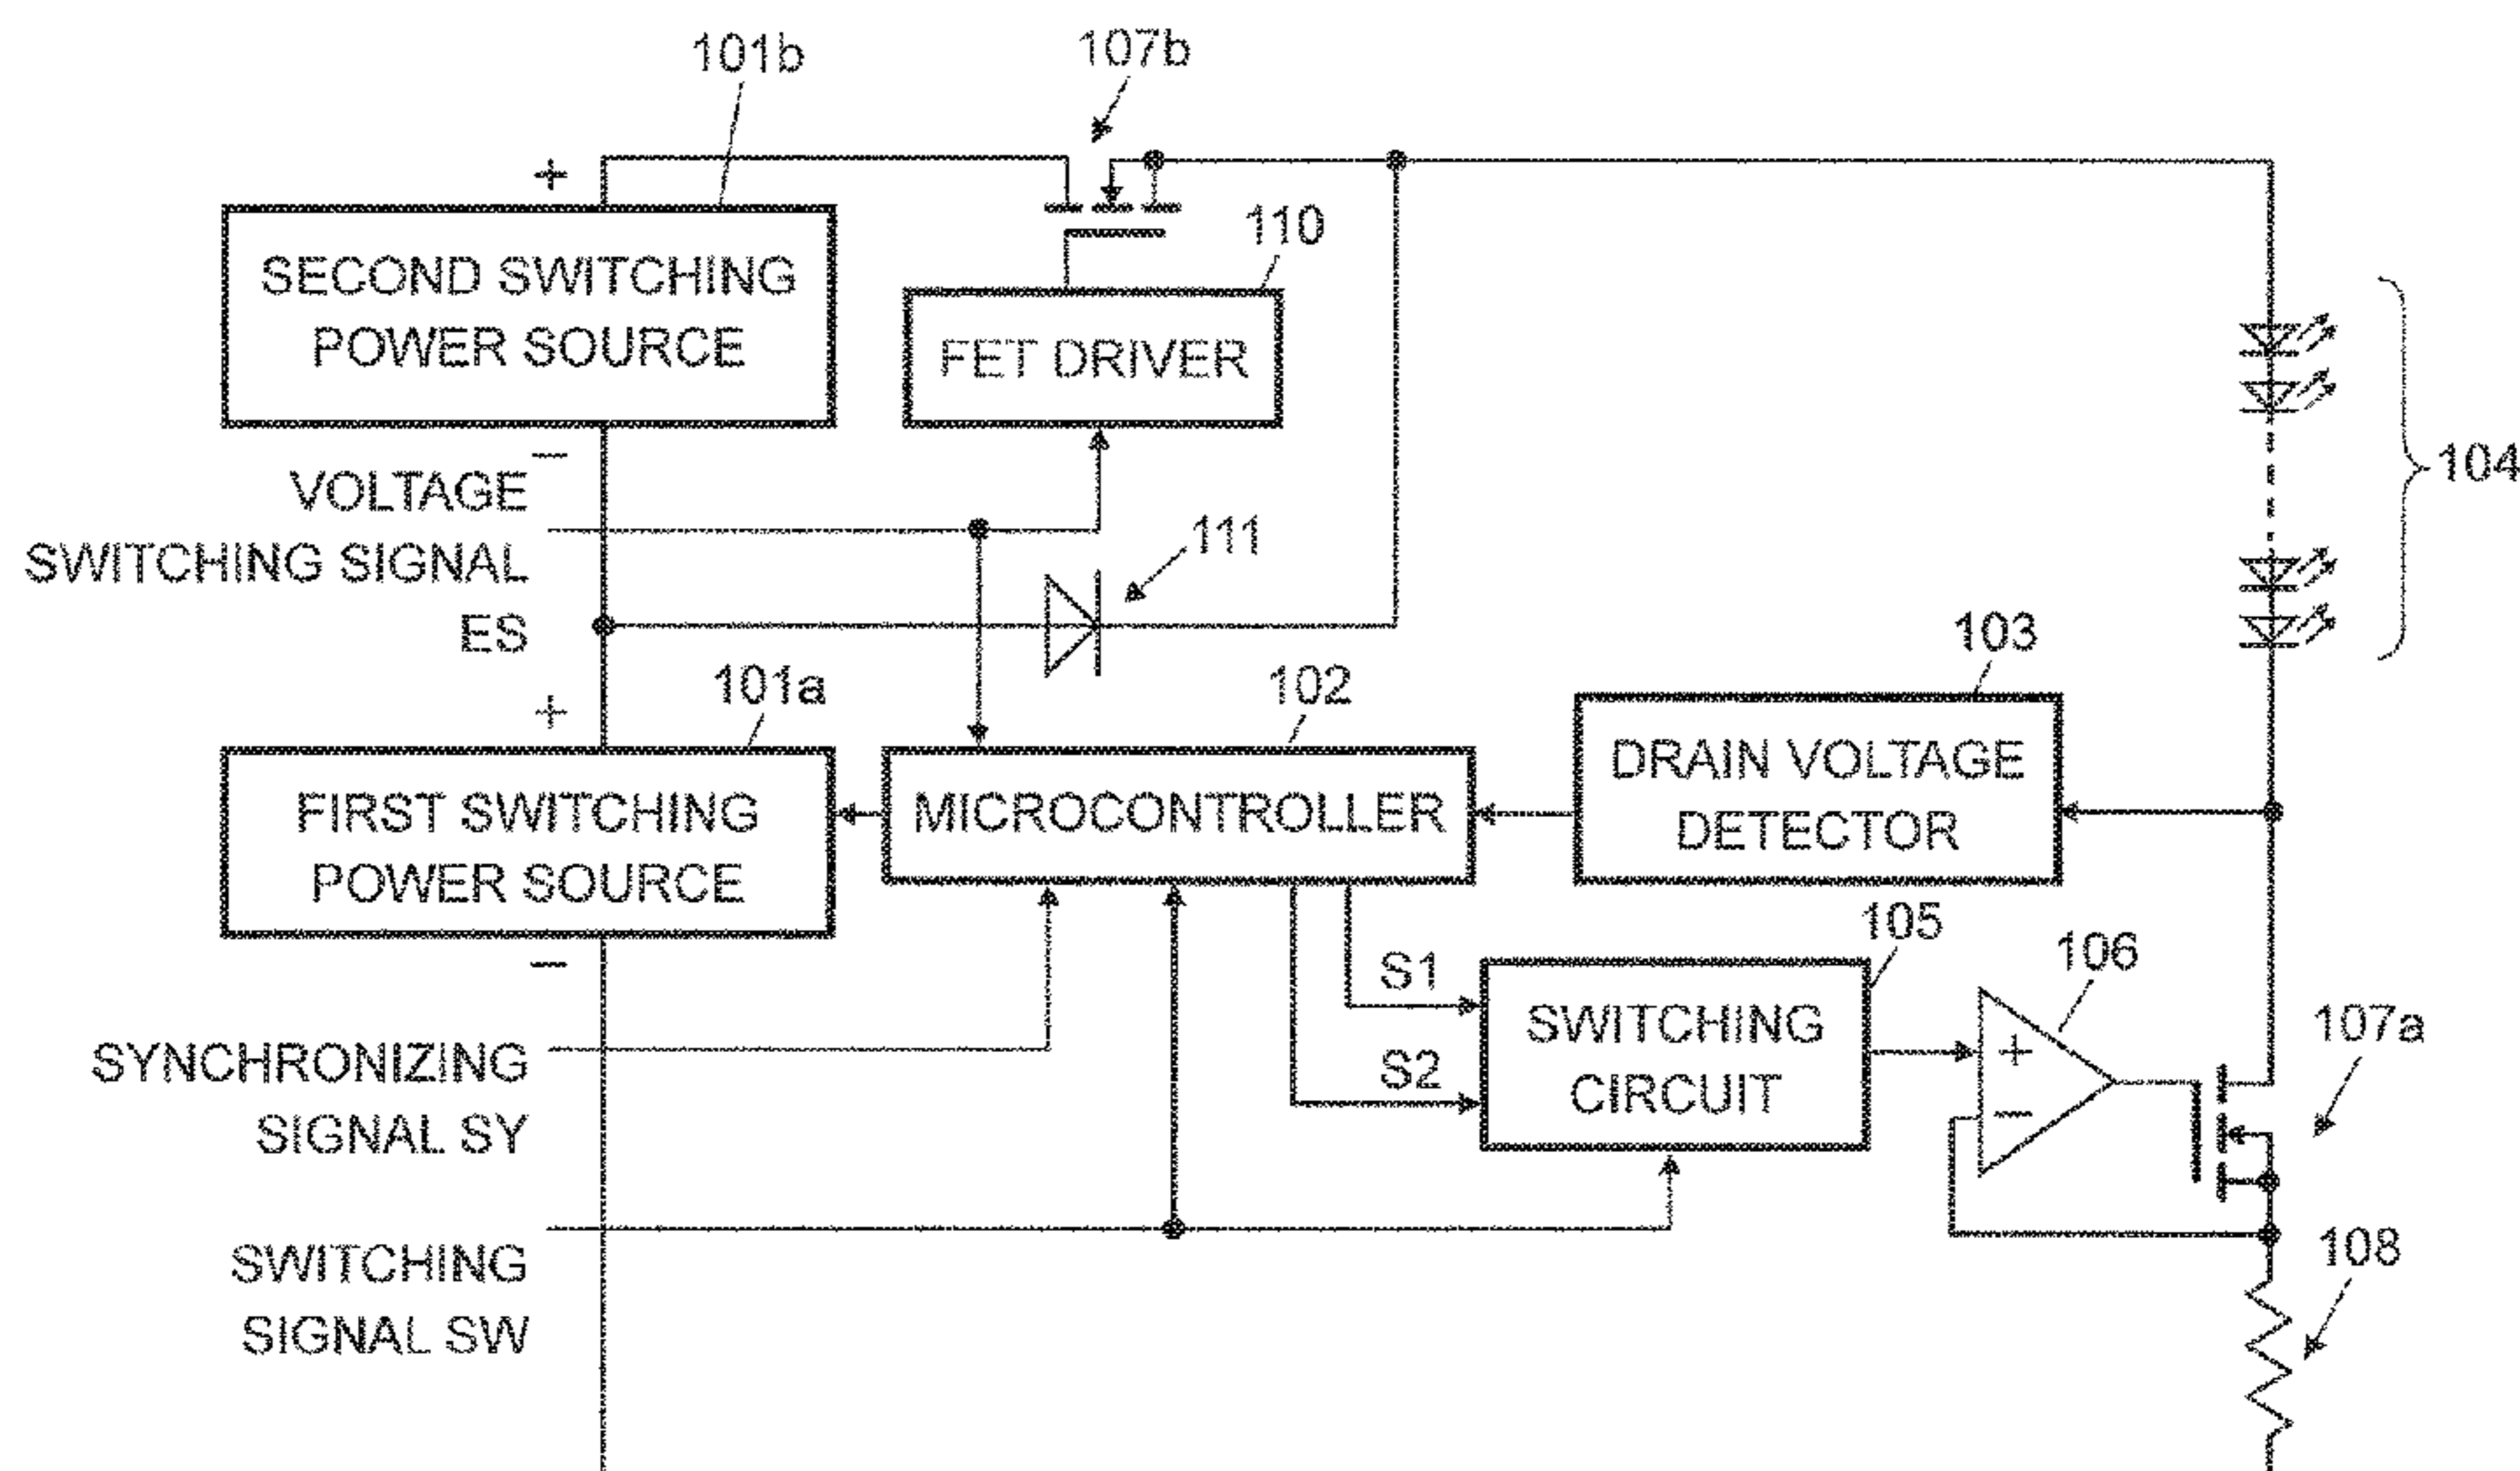 101b
107b
+
SECOND SWITCHING
POWER SOURCE
110
FET DRIVER
−
VOLTAGE
SWITCHING SIGNAL
ES
111
104
+
101a
102
103
FIRST SWITCHING
POWER SOURCE
MICROCONTROLLER
DRAIN VOLTAGE
DETECTOR
−
S1
S2
105
SWITCHING
CIRCUIT
106
+
−
107a
SYNCHRONIZING
SIGNAL SY
SWITCHING
SIGNAL SW
108